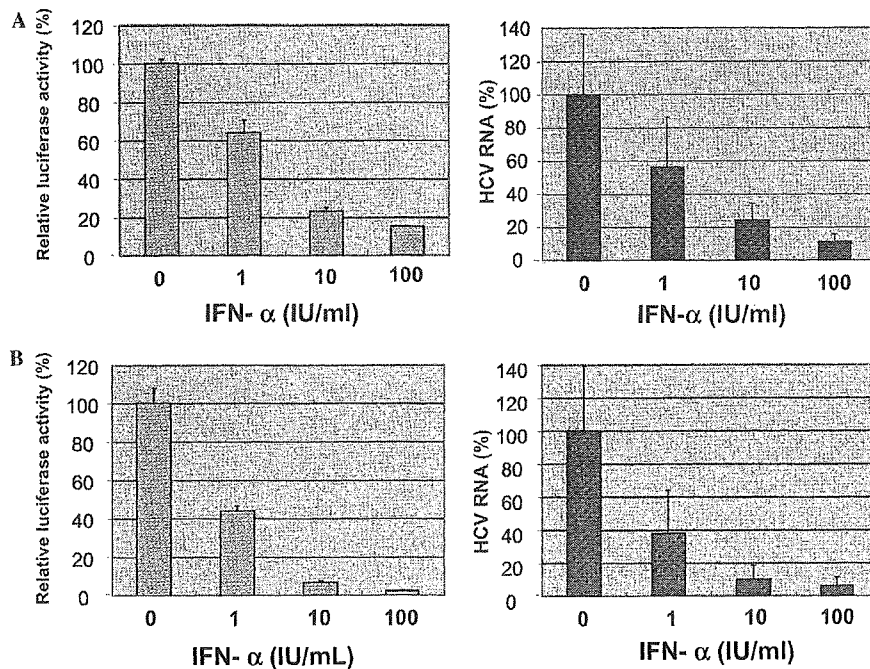 A
Relative luciferase activity (%)
120
100
80
60
40
20
0
0 1 10 100
IFN- α (IU/ml)
HCV RNA (%)
140
120
100
80
60
40
20
0
0 1 10 100
IFN-α (IU/ml)
B
Relative luciferase activity (%)
120
100
80
60
40
20
0
0 1 10 100
IFN- α (IU/mL)
HCV RNA (%)
140
120
100
80
60
40
20
0
0 1 10 100
IFN-α (IU/ml)